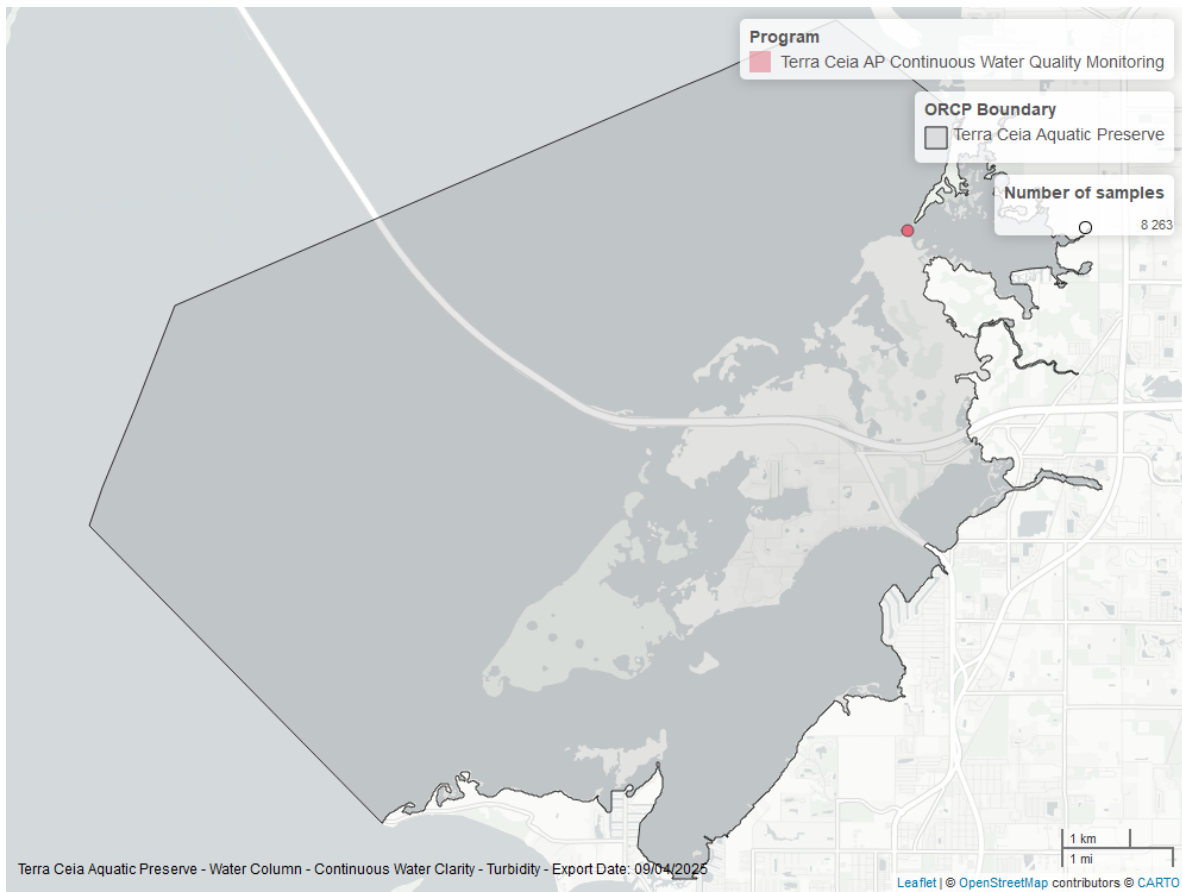 Program
Terra Ceia AP Continuous Water Quality Monitoring
ORCP Boundary
Terra Ceia Aquatic Preserve
Number of samples
8 263
1 km
1 mi
Terra Ceia Aquatic Preserve - Water Column - Continuous Water Clarity - Turbidity - Export Date: 09/04/2025
Leaflet | © OpenStreetMap contributors © CARTO